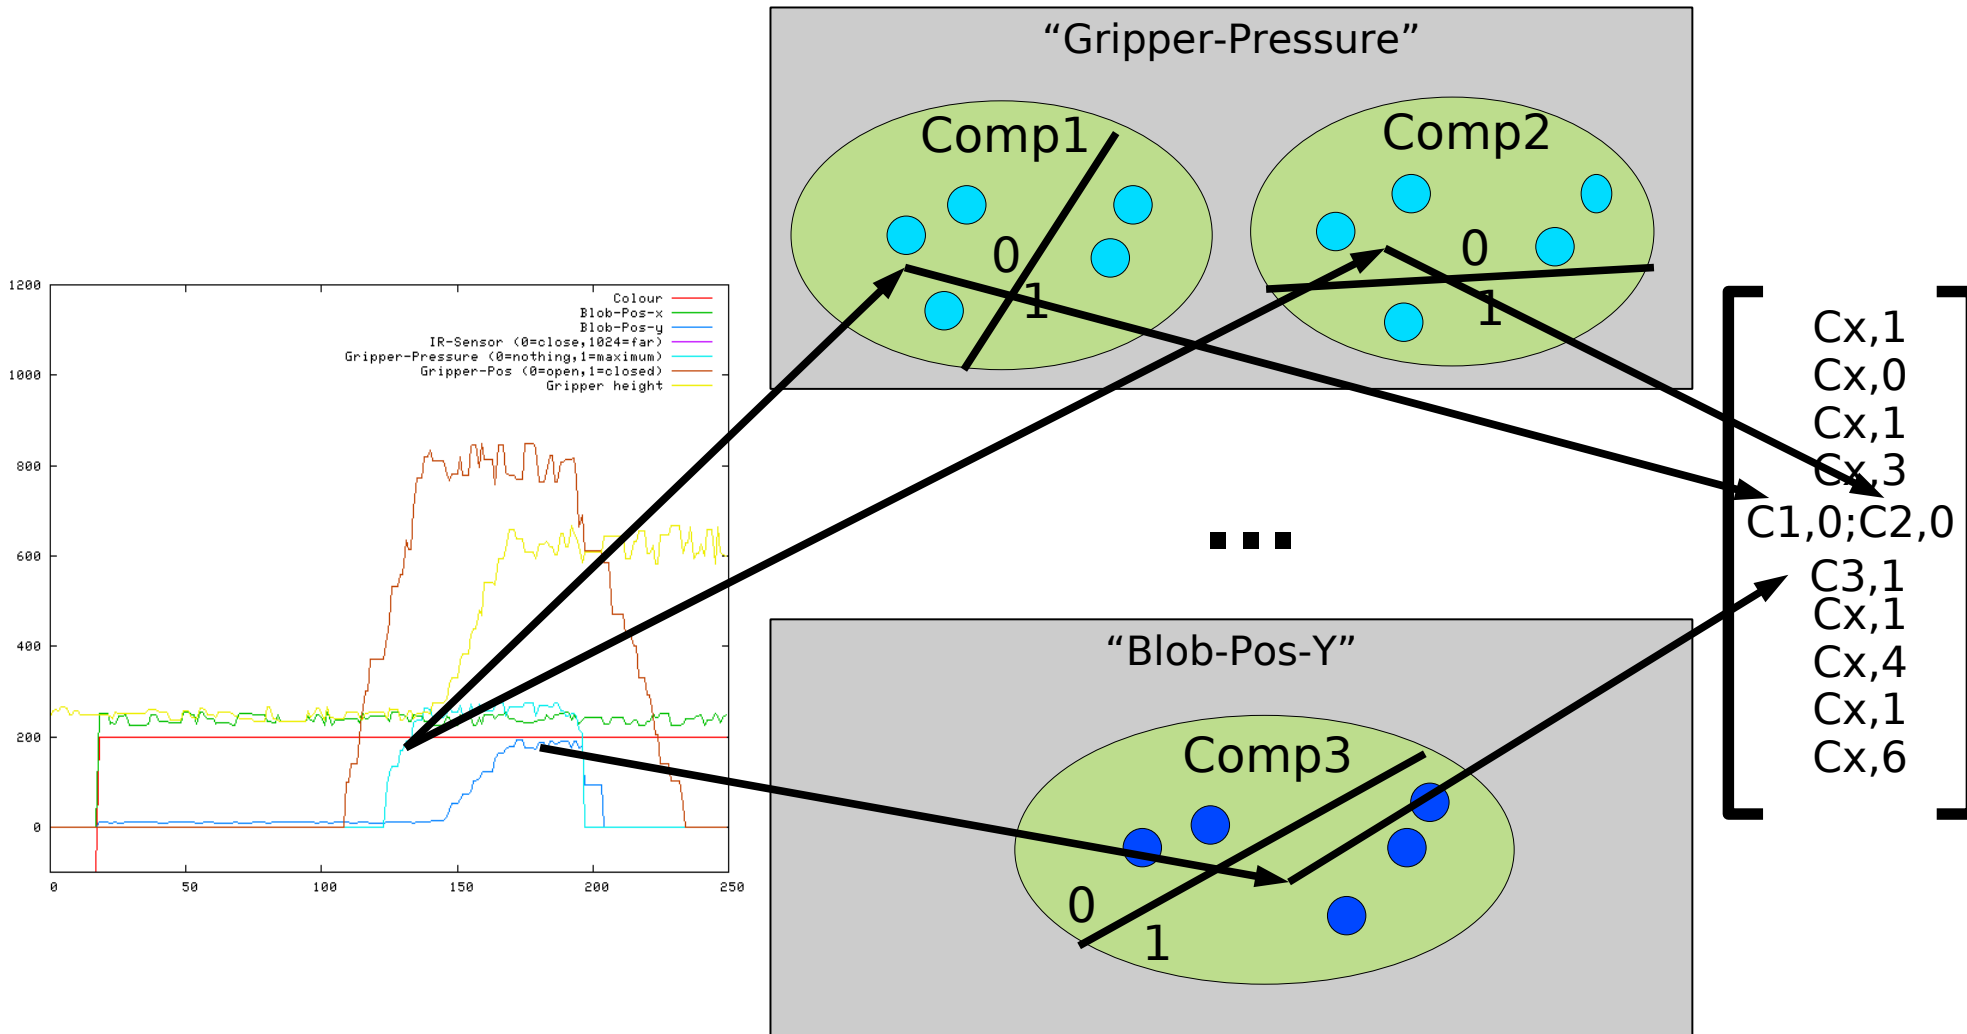 “Gripper-Pressure”
Comp1
0
1
Comp2
0
1
1200
1000
800
600
400
200
0
0 50 100 150 200 250
Colour
Blob-Pos-x
Blob-Pos-y
IR-Sensor (0=close,1024=far)
Gripper-Pressure (0=nothing,1=maximum)
Gripper-Pos (0=open,1=closed)
Gripper height
...
“Blob-Pos-Y”
Comp3
0
1
Cx,1
Cx,0
Cx,1
Cx,3
C1,0;C2,0
C3,1
Cx,1
Cx,4
Cx,1
Cx,6